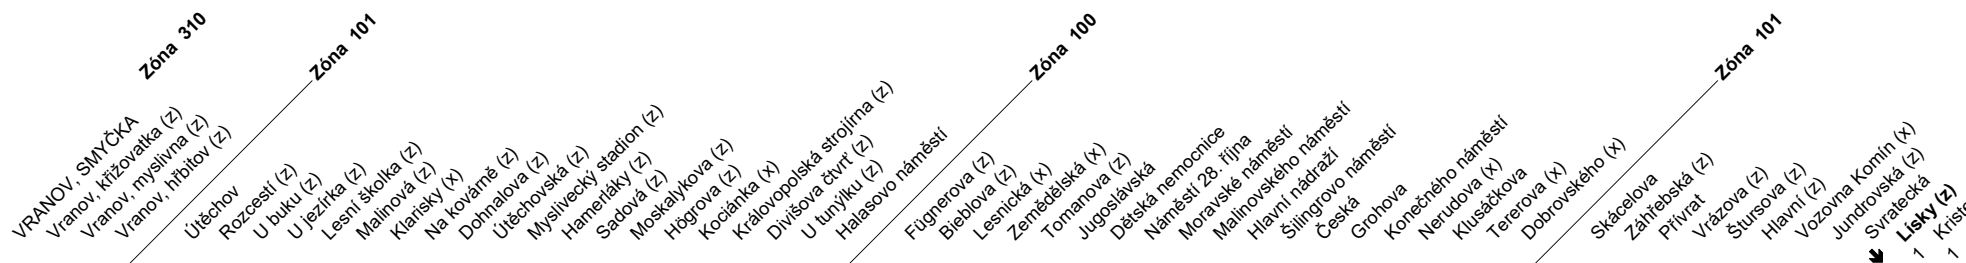 Zóna 310
VRANOV, SMYČKA
Vranov, křižovatka (z)
Vranov, myslivna (z)
Vranov, hřbitov (z)
Zóna 101
Útěchov
Rozcestí (z)
U buku (z)
U jezírka (z)
Lesní školka (z)
Malinová (z)
Klarisky (x)
Na kovárně (z)
Dohnalova (z)
Útěchovská (z)
Myslivecký stadion (z)
Hamerláky (z)
Sadová (z)
Moskalykova (z)
Högrova (z)
Kociánka (x)
Královopolská strojírna (z)
Divišova čtvrť (z)
U tunýlku (z)
Halasovo náměstí
Zóna 100
Fügnerova (z)
Bieblova (z)
Lesnická (x)
Zemědělská (x)
Tomanova (z)
Jugoslávská
Dětská nemocnice
Náměstí 28. října
Moravské náměstí
Malinovského náměstí
Hlavní nádraží
Šilingrovo náměstí
Česká
Grohova
Konečného náměstí
Nerudova (x)
Klusáčkova
Tererova (x)
Dobrovského (x)
Zóna 101
Skácelova
Záhřebská (z)
Přívrat
Vrázova (z)
Štursova (z)
Hlavní (z)
Vozovna Komín (x)
Jundrovská (z)
Svratecká
Lísky (z)
1 1